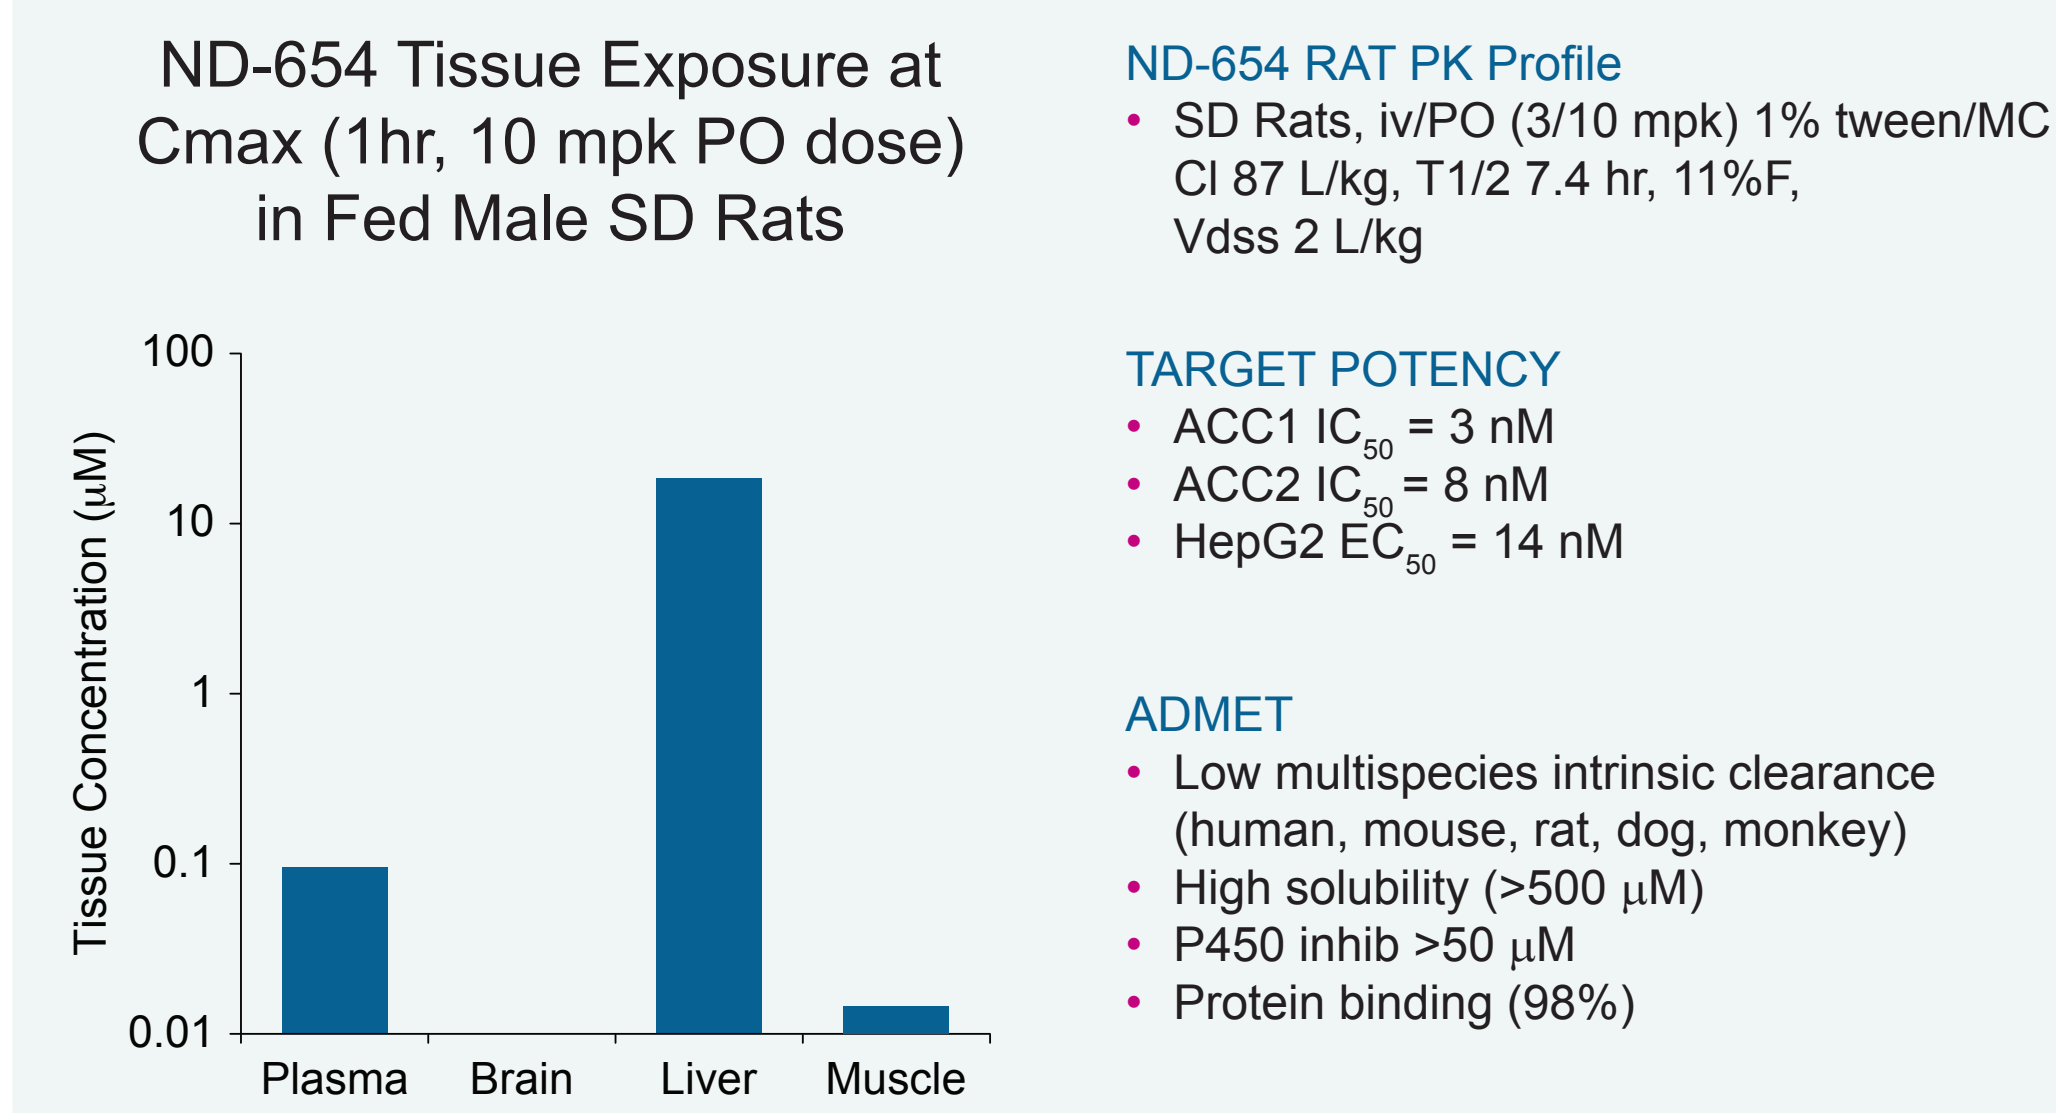 ND-654 Tissue Exposure at
Cmax (1hr, 10 mpk PO dose)
in Fed Male SD Rats
Tissue Concentration (μM)
100
10
1
0.1
0.01
Plasma Brain Liver Muscle
ND-654 RAT PK Profile
• SD Rats, iv/PO (3/10 mpk) 1% tween/MC
Cl 87 L/kg, T1/2 7.4 hr, 11%F,
Vdss 2 L/kg
TARGET POTENCY
• ACC1 IC₅₀ = 3 nM
• ACC2 IC₅₀ = 8 nM
• HepG2 EC₅₀ = 14 nM
ADMET
• Low multispecies intrinsic clearance
(human, mouse, rat, dog, monkey)
• High solubility (>500 μM)
• P450 inhib >50 μM
• Protein binding (98%)